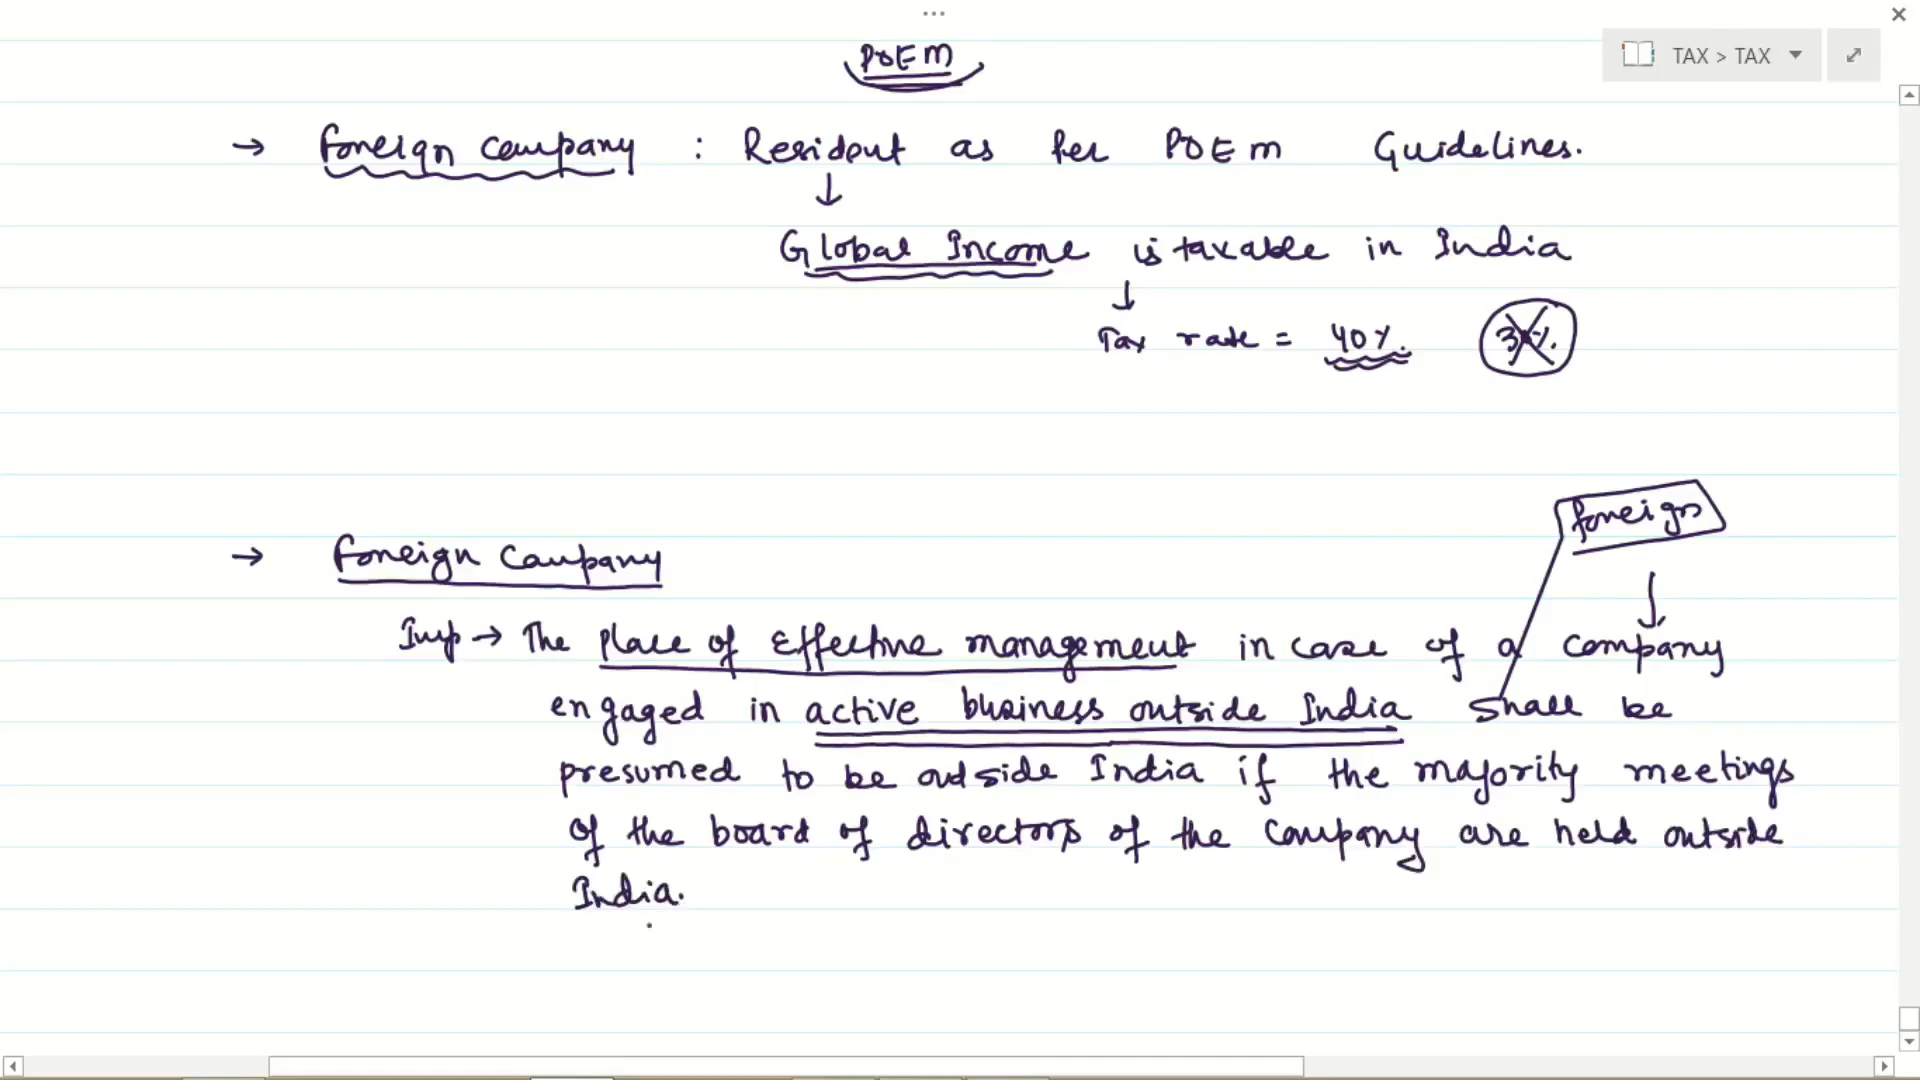 POEM
TAX > TAX
→ Foreign Company : Resident as per POEM Guidelines.
↓
Global Income is taxable in India
↓
Tax rate = 40%. 30%.
foreign
→ Foreign Company
Imp → The place of Effective management in case of a company
engaged in active business outside India shall be
presumed to be outside India if the majority meetings
of the board of directors of the company are held outside
India.